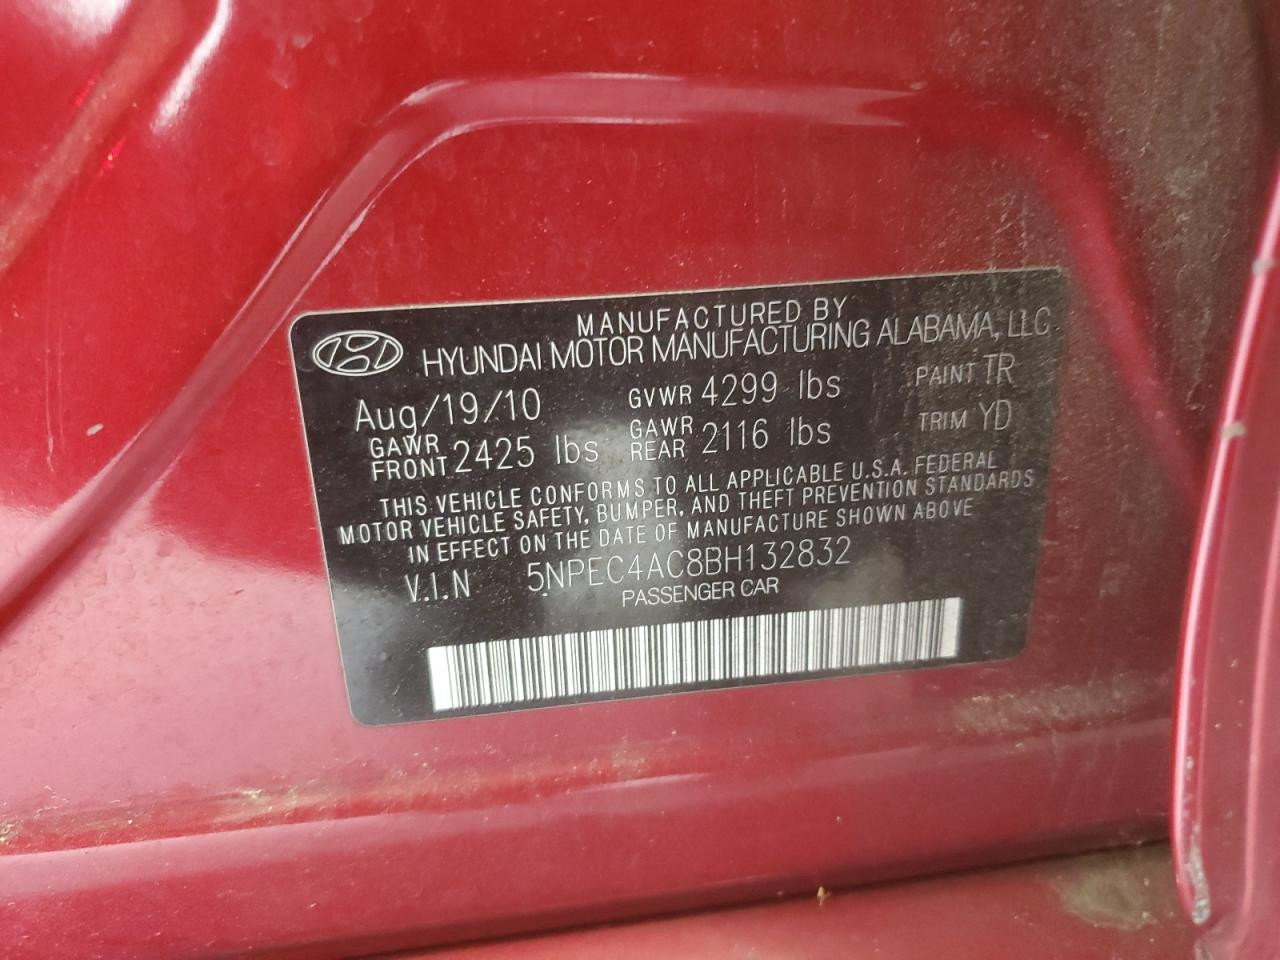 MANUFACTURED BY
HYUNDAI MOTOR MANUFACTURING ALABAMA, LLC
Aug/19/10 GVWR 4299 lbs PAINT TR
GAWR FRONT 2425 lbs GAWR REAR 2116 lbs TRIM YD
THIS VEHICLE CONFORMS TO ALL APPLICABLE U.S.A. FEDERAL
MOTOR VEHICLE SAFETY, BUMPER, AND THEFT PREVENTION STANDARDS
IN EFFECT ON THE DATE OF MANUFACTURE SHOWN ABOVE
V.I.N 5NPEC4AC8BH132832
PASSENGER CAR